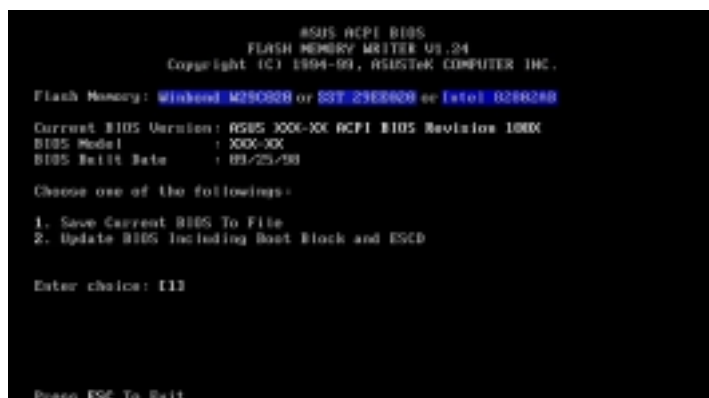 ASUS ACPI BIOS
FLASH MEMORY WRITER V1.24
Copyright (C) 1994-99, ASUSTeK COMPUTER INC.
Flash Memory: Winbond W29C020 or SST 29EE020 or Intel 82802AB
Current BIOS Version: ASUS XXX-XX ACPI BIOS Revision 100X
BIOS Model : XXX-XX
BIOS Built Date : 09/25/98
Choose one of the followings:
1. Save Current BIOS To File
2. Update BIOS Including Boot Block and ESCD
Enter choice: [1]
Press ESC To Exit